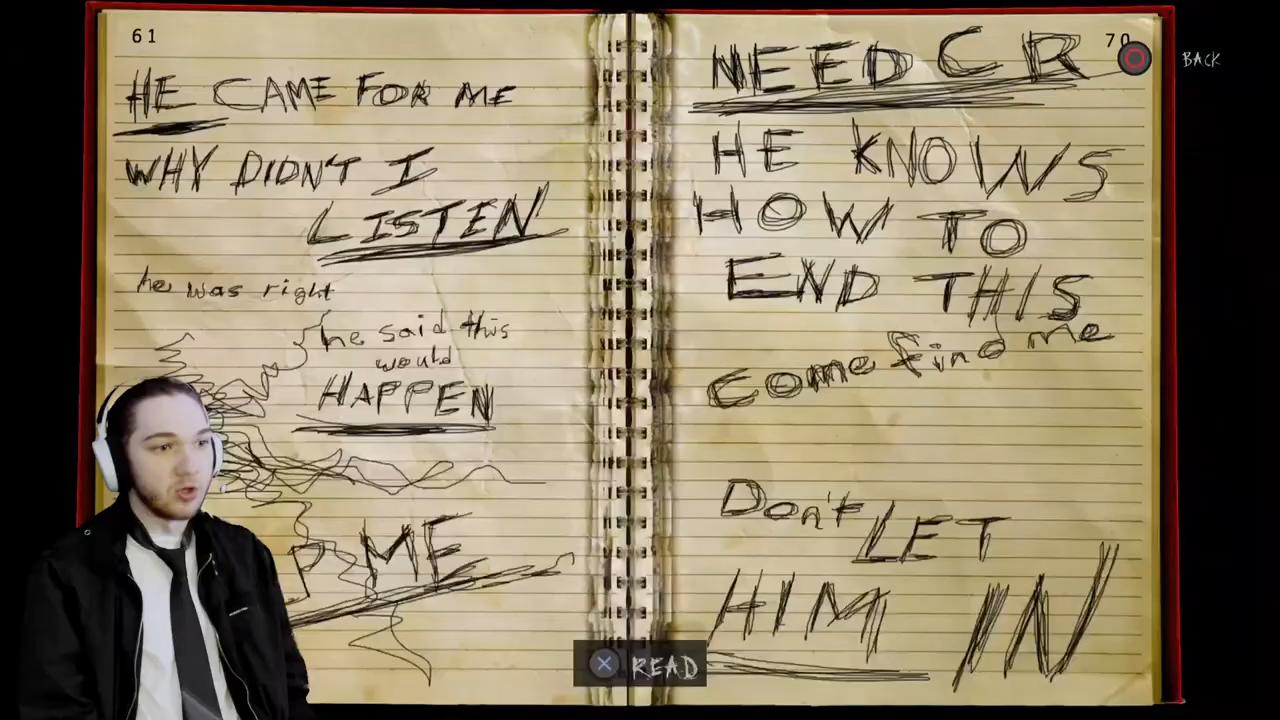 61
HE CAME FOR ME
WHY DIDN'T I
LISTEN
he was right
he said this
would
HAPPEN
ME
70
NEED CR
HE KNOWS
HOW TO
END THIS
come find me
Don't LET
HIM IN
BACK
READ